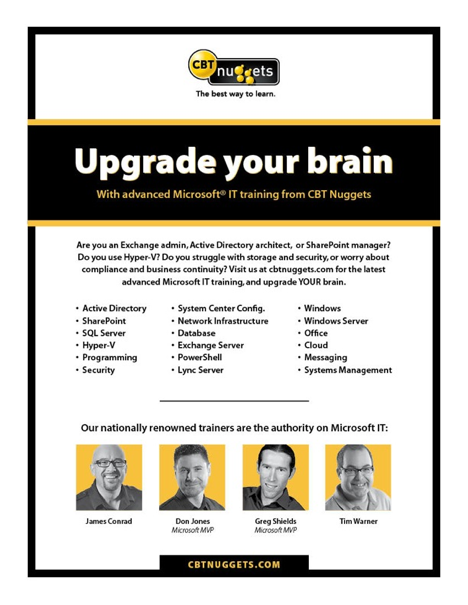 CBT
nuggets
The best way to learn.
Upgrade your brain
With advanced Microsoft® IT training from CBT Nuggets
Are you an Exchange admin, Active Directory architect, or SharePoint manager?
Do you use Hyper-V? Do you struggle with storage and security, or worry about
compliance and business continuity? Visit us at cbtnuggets.com for the latest
advanced Microsoft IT training, and upgrade YOUR brain.
• Active Directory
• SharePoint
• SQL Server
• Hyper-V
• Programming
• Security
• System Center Config.
• Network Infrastructure
• Database
• Exchange Server
• PowerShell
• Lync Server
• Windows
• Windows Server
• Office
• Cloud
• Messaging
• Systems Management
Our nationally renowned trainers are the authority on Microsoft IT:
James Conrad
Don Jones
Microsoft MVP
Greg Shields
Microsoft MVP
Tim Warner
CBTNUGGETS.COM